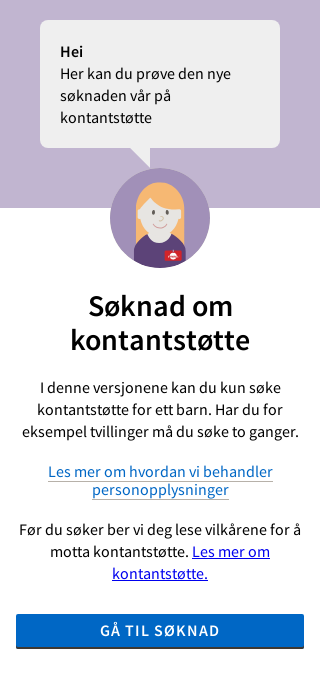 Hei
Her kan du prøve den nye
søknaden vår på
kontantstøtte
Søknad om
kontantstøtte
I denne versjonene kan du kun søke
kontantstøtte for ett barn. Har du for
eksempel tvillinger må du søke to ganger.
Les mer om hvordan vi behandler
personopplysninger
Før du søker ber vi deg lese vilkårene for å
motta kontantstøtte. Les mer om
kontantstøtte.
GÅ TIL SØKNAD